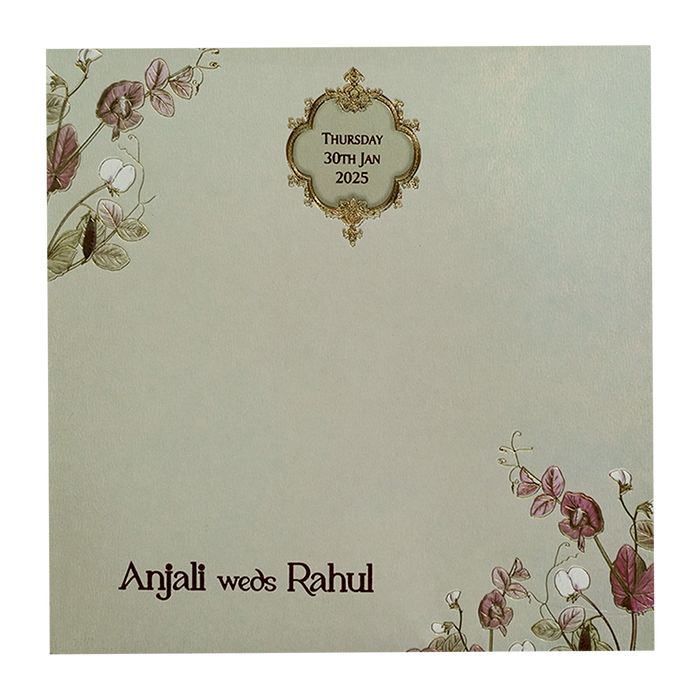 THURSDAY
30TH JAN
2025
Anjali weds Rahul